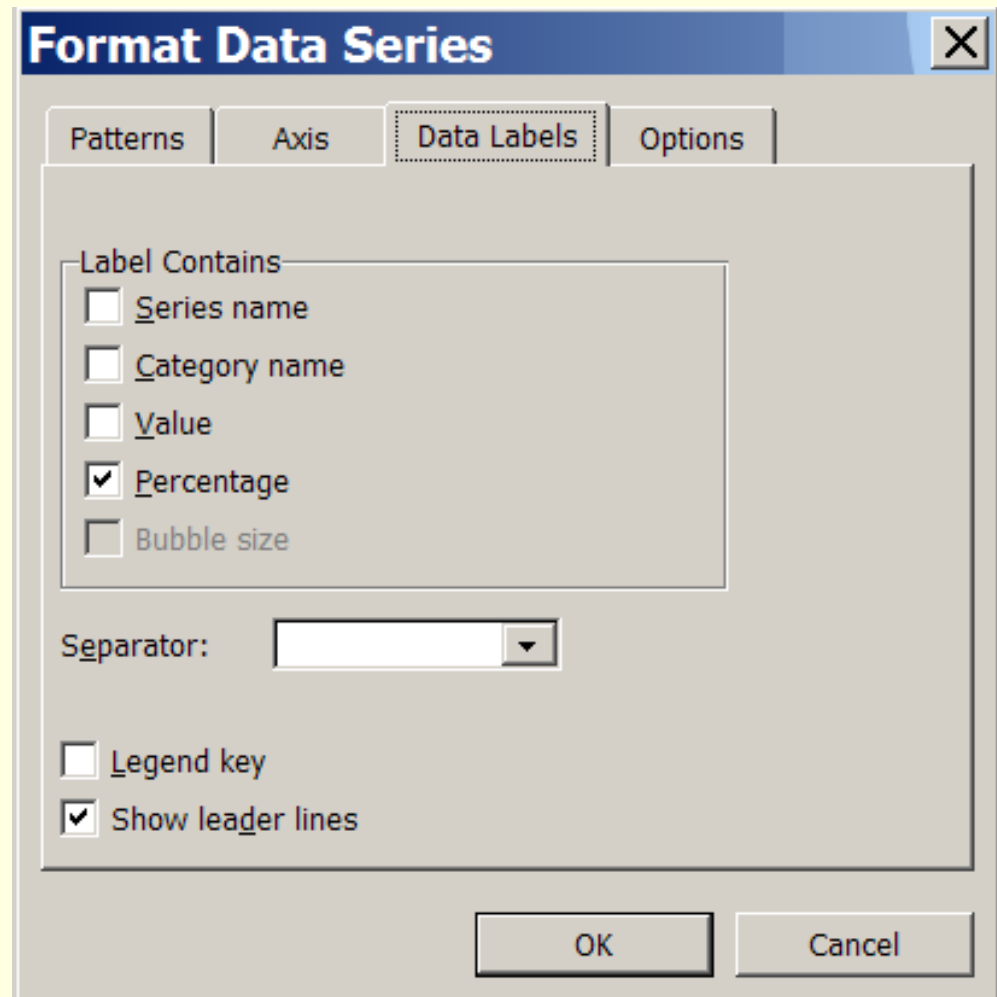 Format Data Series
Patterns Axis Data Labels Options
Label Contains
Series name
Category name
Value
Percentage
Bubble size
Separator:
Legend key
Show leader lines
OK Cancel